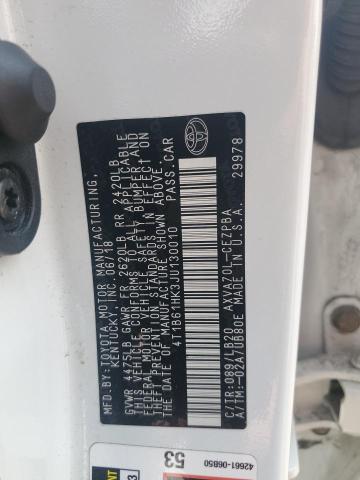 MFD.BY:TOYOTA MOTOR MANUFACTURING,
KENTUCKY, INC. 06/18
GVWR 4475LB GAWR FR 2620LB RR 2420LB
THIS VEHICLE CONFORMS TO ALL APPLICABLE
FEDERAL MOTOR VEHICLE SAFETY, BUMPER, AND
THEFT PREVENTION STANDARDS IN EFFECT ON
THE DATE OF MANUFACTURE SHOWN ABOVE.
4T1B61HK3JU130010 PASS.CAR
C/TR:089/LB20 AXVA70L-CEZPBA
A/TM:-02A/UB80E MADE IN U.S.A.
29978
53
42661-06B50